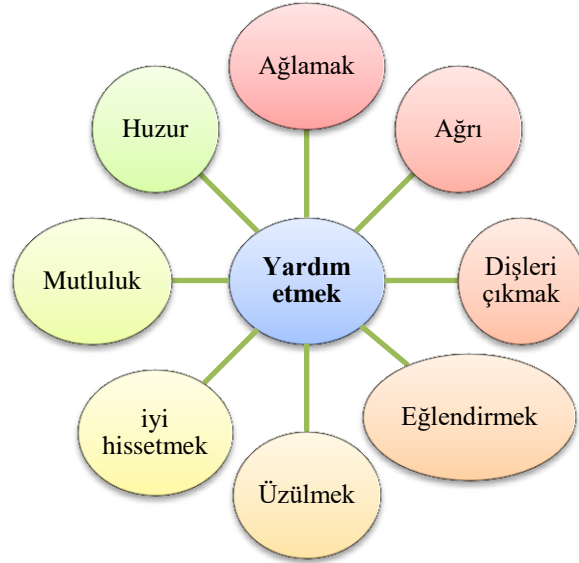 Ağlamak
Ağrı
Dişleri
çıkmak
Eğlendirmek
Üzülmek
iyi
hissetmek
Mutluluk
Huzur
Yardım
etmek